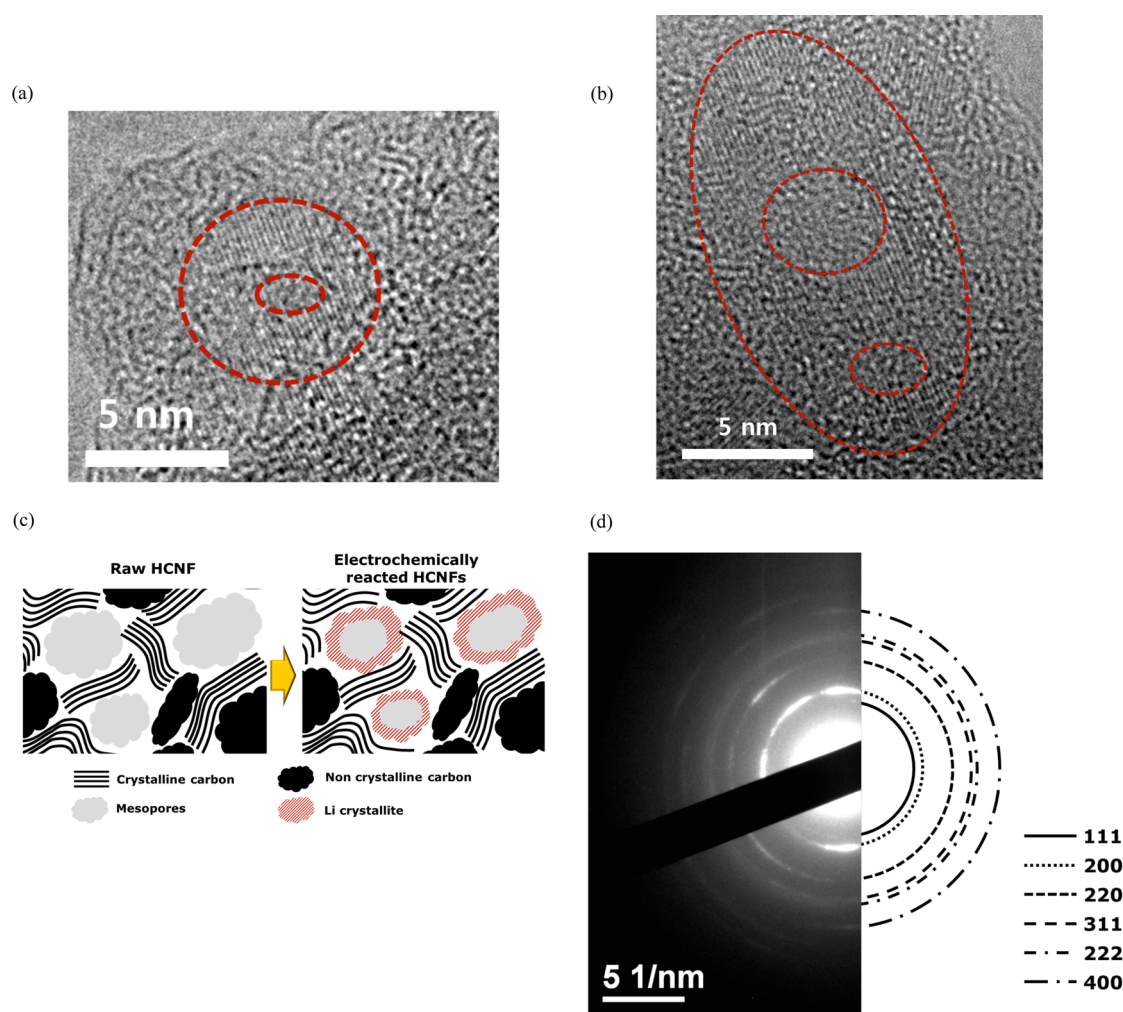 (a)
5 nm
(b)
5 nm
(c)
Raw HCNF
Electrochemically
reacted HCNFs
Crystalline carbon
Non crystalline carbon
Mesopores
Li crystallite
(d)
5 1/nm
111
200
220
311
222
400